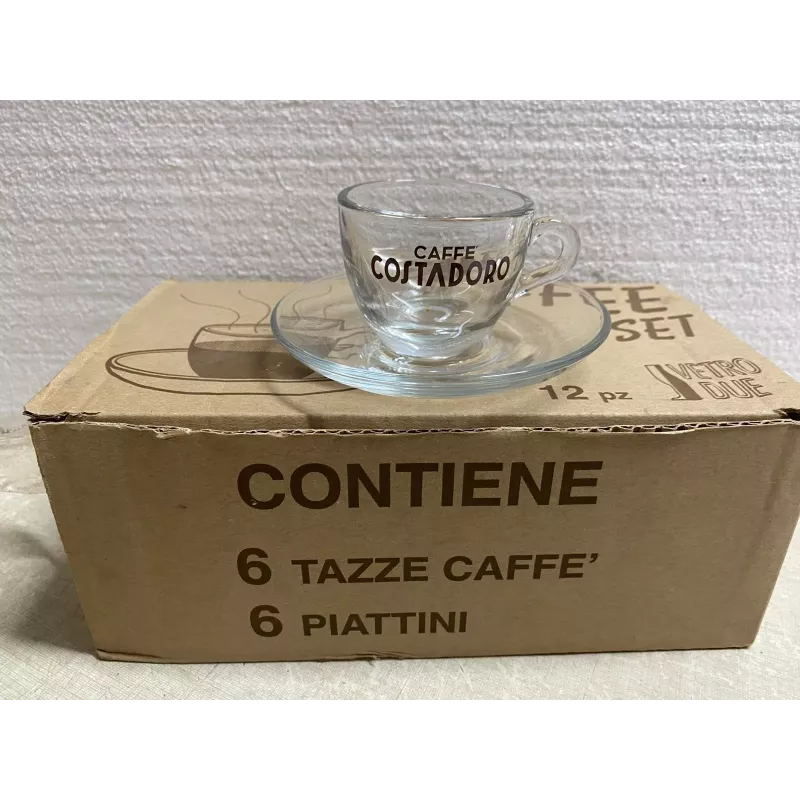 CAFFE'
COSTADORO
FEE
SET
12 pz
VETRO
DUE
CONTIENE
6 TAZZE CAFFE'
6 PIATTINI